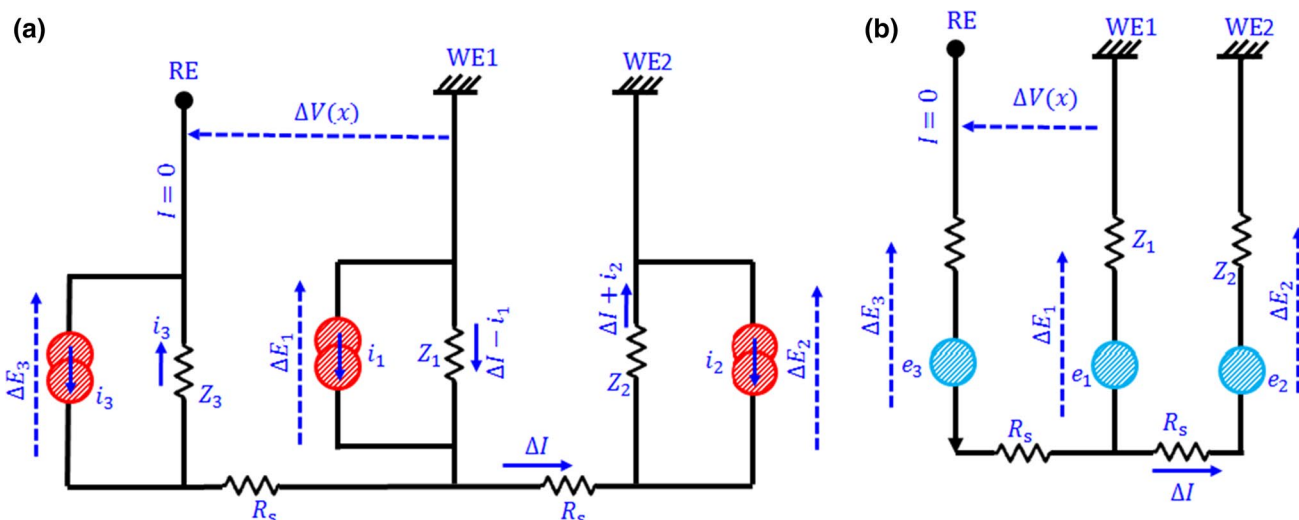 (a)
RE
WE1
WE2
ΔV(x)
I = 0
ΔE₃
i₃
i₃
Z₃
ΔE₁
i₁
Z₁
ΔI − i₁
ΔI + i₂
Z₂
i₂
ΔE₂
ΔI
Rₛ
Rₛ
(b)
RE
WE1
WE2
ΔV(x)
I = 0
ΔE₃
e₃
ΔE₁
Z₁
e₁
Z₂
e₂
ΔE₂
Rₛ
Rₛ
ΔI